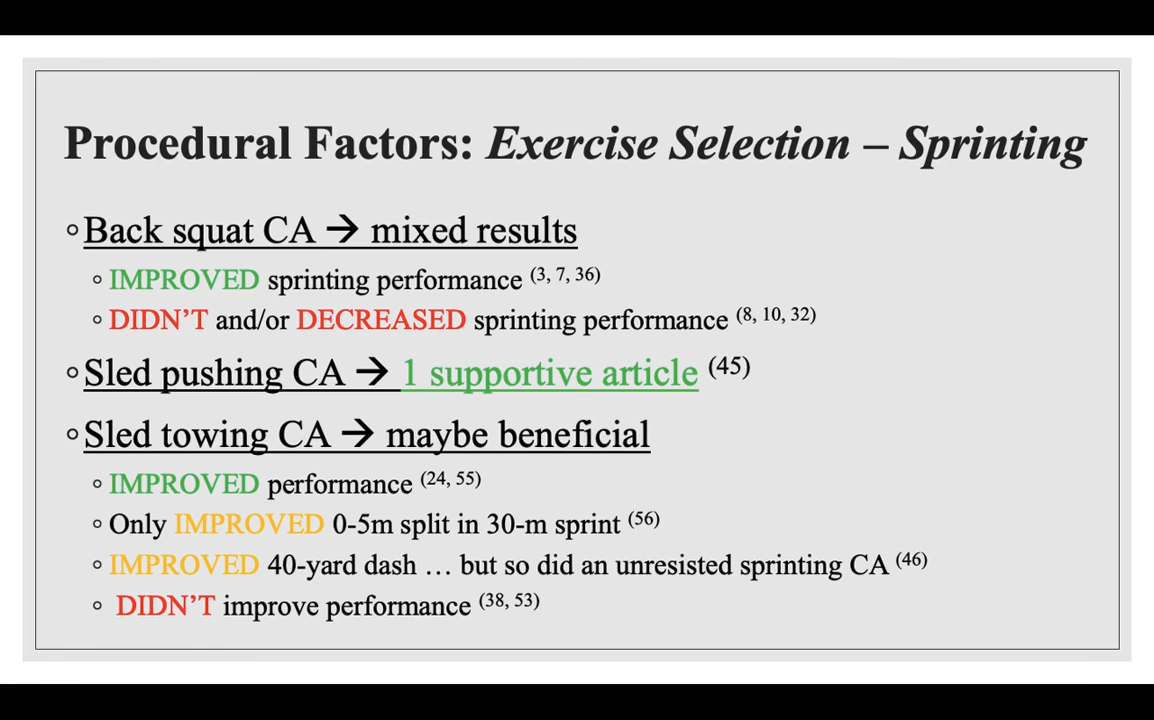 Procedural Factors: Exercise Selection – Sprinting
◦Back squat CA → mixed results
◦ IMPROVED sprinting performance (3, 7, 36)
◦ DIDN’T and/or DECREASED sprinting performance (8, 10, 32)
◦Sled pushing CA → 1 supportive article (45)
◦Sled towing CA → maybe beneficial
◦ IMPROVED performance (24, 55)
◦ Only IMPROVED 0-5m split in 30-m sprint (56)
◦ IMPROVED 40-yard dash … but so did an unresisted sprinting CA (46)
◦ DIDN’T improve performance (38, 53)